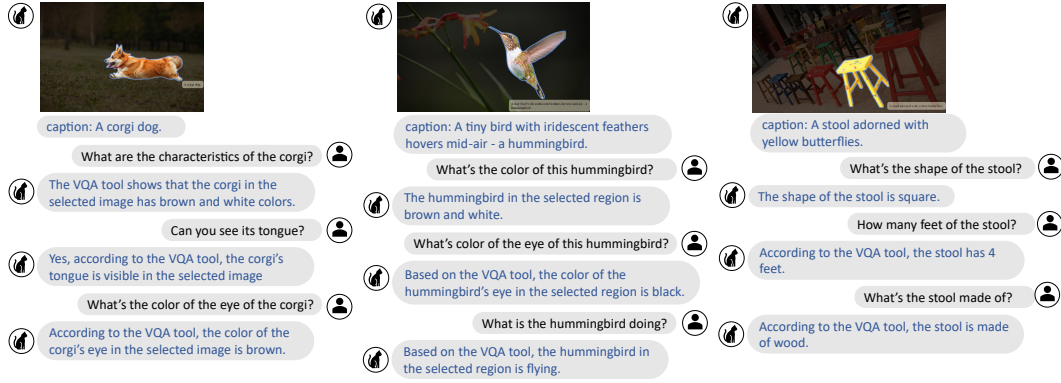 caption: A corgi dog.
What are the characteristics of the corgi?
The VQA tool shows that the corgi in the
selected image has brown and white colors.
Can you see its tongue?
Yes, according to the VQA tool, the corgi's
tongue is visible in the selected image
What's the color of the eye of the corgi?
According to the VQA tool, the color of the
corgi's eye in the selected image is brown.
caption: A tiny bird with iridescent feathers
hovers mid-air - a hummingbird.
What's the color of this hummingbird?
The hummingbird in the selected region is
brown and white.
What's color of the eye of this hummingbird?
Based on the VQA tool, the color of the
hummingbird's eye in the selected region is black.
What is the hummingbird doing?
Based on the VQA tool, the hummingbird in
the selected region is flying.
caption: A stool adorned with
yellow butterflies.
What's the shape of the stool?
The shape of the stool is square.
How many feet of the stool?
According to the VQA tool, the stool has 4
feet.
What's the stool made of?
According to the VQA tool, the stool is made
of wood.